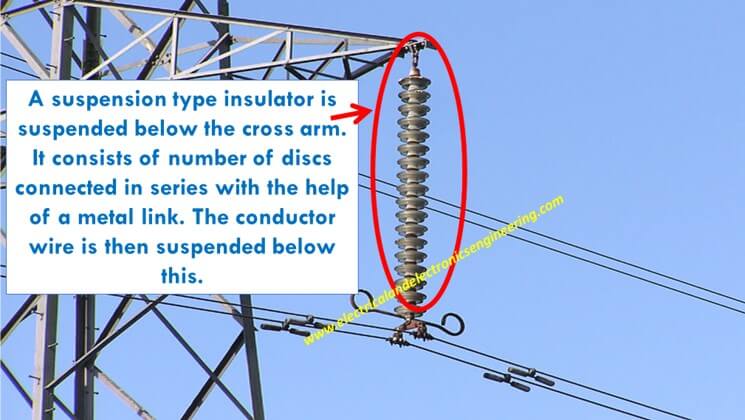 A suspension type insulator is
suspended below the cross arm.
It consists of number of discs
connected in series with the help
of a metal link. The conductor
wire is then suspended below
this.
www.electricalandelectronicsengineering.com